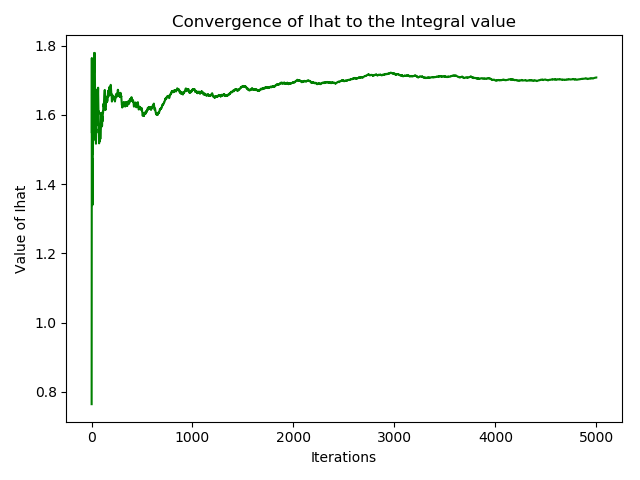 Convergence of Ihat to the Integral value
Value of Ihat
1.8
1.6
1.4
1.2
1.0
0.8
0 1000 2000 3000 4000 5000
Iterations